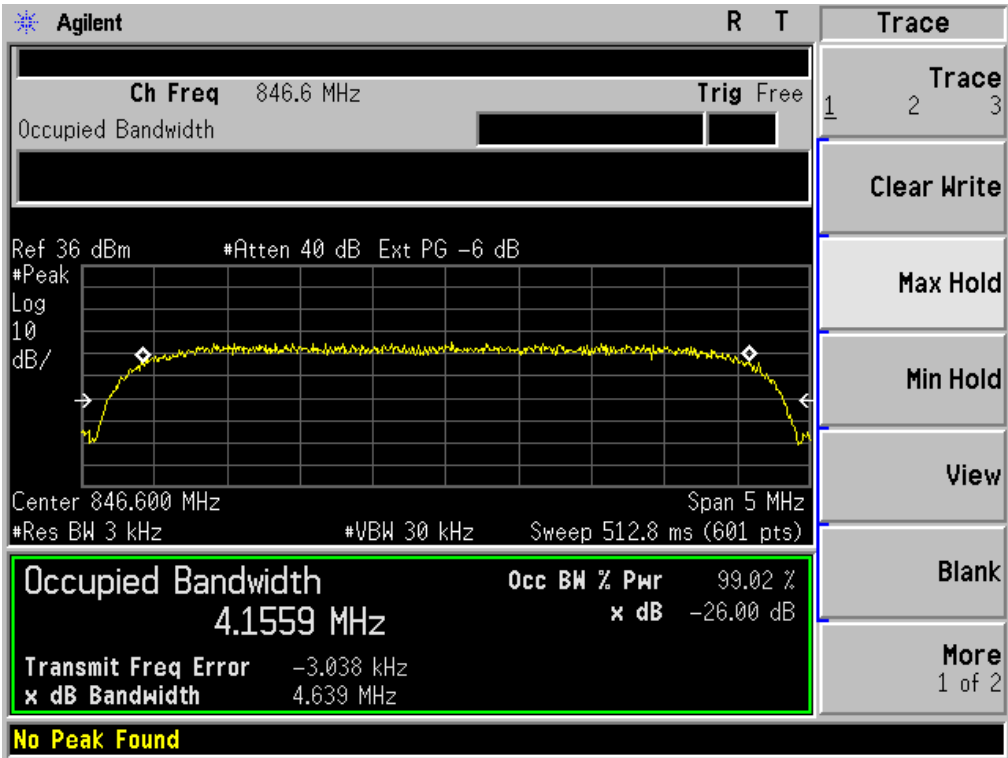 Agilent R T
Ch Freq 846.6 MHz Trig Free
Occupied Bandwidth
Ref 36 dBm #Atten 40 dB Ext PG −6 dB
#Peak
Log
10
dB/
Center 846.600 MHz Span 5 MHz
#Res BW 3 kHz #VBW 30 kHz Sweep 512.8 ms (601 pts)
Occupied Bandwidth
4.1559 MHz
Occ BW % Pwr 99.02 %
x dB −26.00 dB
Transmit Freq Error −3.038 kHz
x dB Bandwidth 4.639 MHz
No Peak Found
Trace
Trace
1 2 3
Clear Write
Max Hold
Min Hold
View
Blank
More
1 of 2